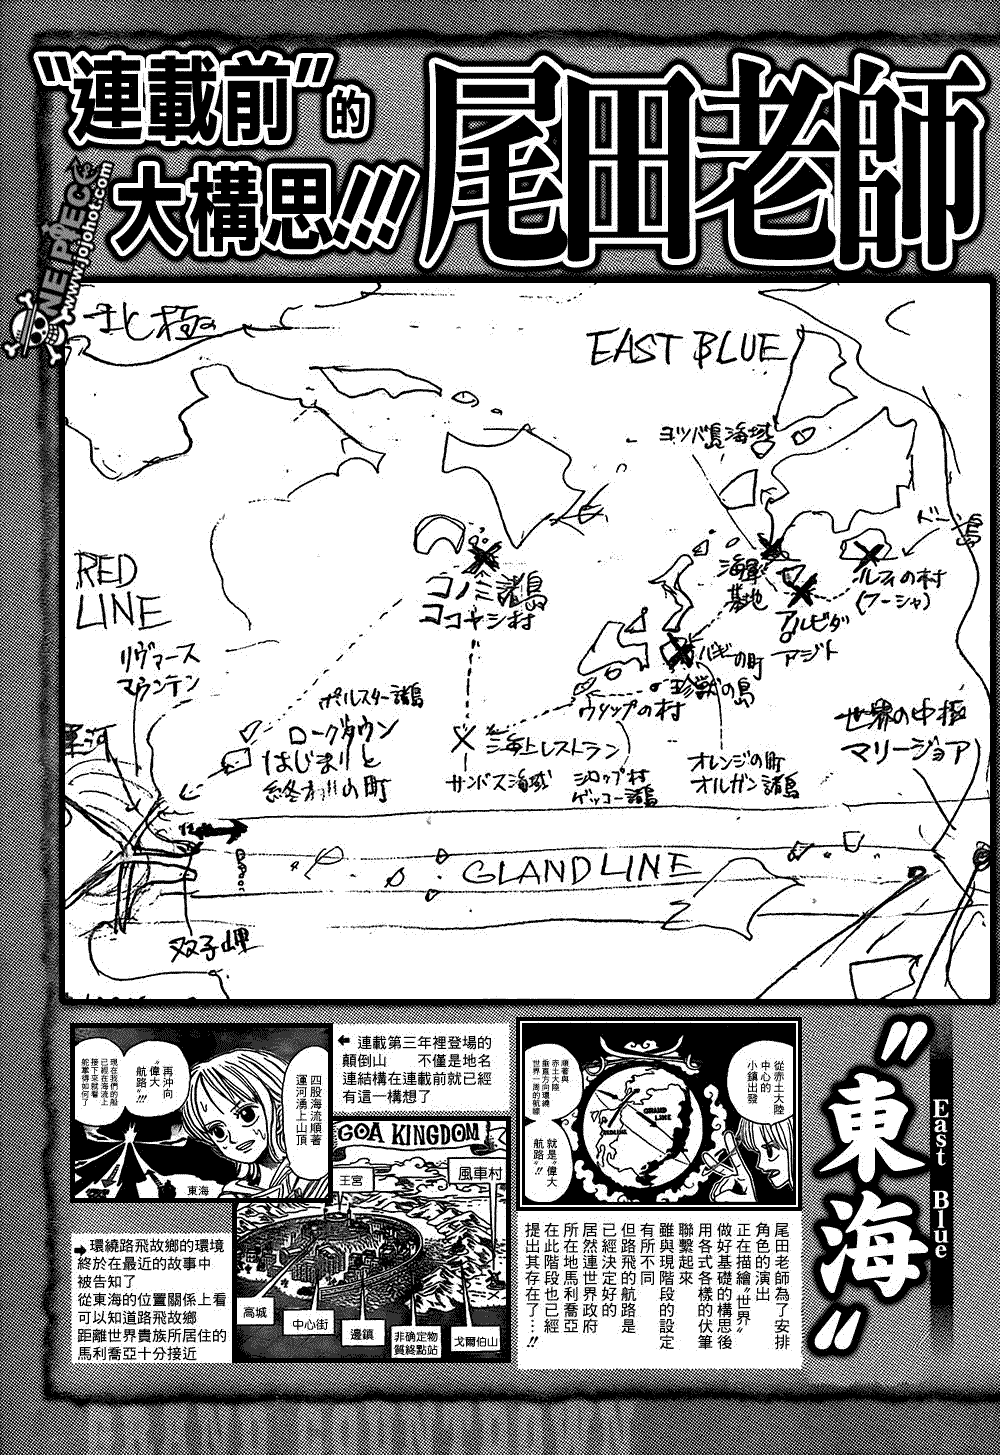 尾田老師
“連載前”的
大構思!!!
ONE PIECE
www.jojohot.com
北極
EAST BLUE
ヨツバ島海域
ドーン島
RED
LINE
コノミ諸島
ココヤシ村
海軍
基地
ルフィの村
(フーシャ)
アルビダ
アジト
リヴァース
マウンテン
バギーの町
珍獣の島
ポルスター諸島
ローグタウン
はじまりと
終わりの町
ウソップの村
世界の中枢
マリージョア
海上レストラン
サンバス海域
シロップ村
ゲッコー諸島
オレンジの町
オルガン諸島
運河
GLANDLINE
双子岬
"東海"
East Blue
從赤土大陸
中心的
小鎮出發
順著與
赤土大陸
垂直方向環繞
世界一周的航線
就是“偉大
航路”!!
GRAND
LINE
REDLINE
尾田老師為了安排
角色的演出
正在描繪“世界”
做好基礎的構思後
用各式各樣的伏筆
聯繫起來
雖與現階段的設定
有所不同
但路飛的航路是
已經決定好的
居然連世界政府
所在地馬利喬亞
在此階段也已經
提出其存在了…!!
連載第三年裡登場的
顛倒山　不僅是地名
連結構在連載前就已經
有這一構想了
四股海流順著
運河湧上山頂
再沖向
“偉大
航路”!!!
現在我們的船
已經在海流上
接下來就看
舵掌得如何了
東海
GOA KINGDOM
王宮
風車村
高城
中心街
邊鎮
非确定物
質終點站
戈爾伯山
環繞路飛故鄉的環境
終於在最近的故事中
被告知了
從東海的位置關係上看
可以知道路飛故鄉
距離世界貴族所居住的
馬利喬亞十分接近